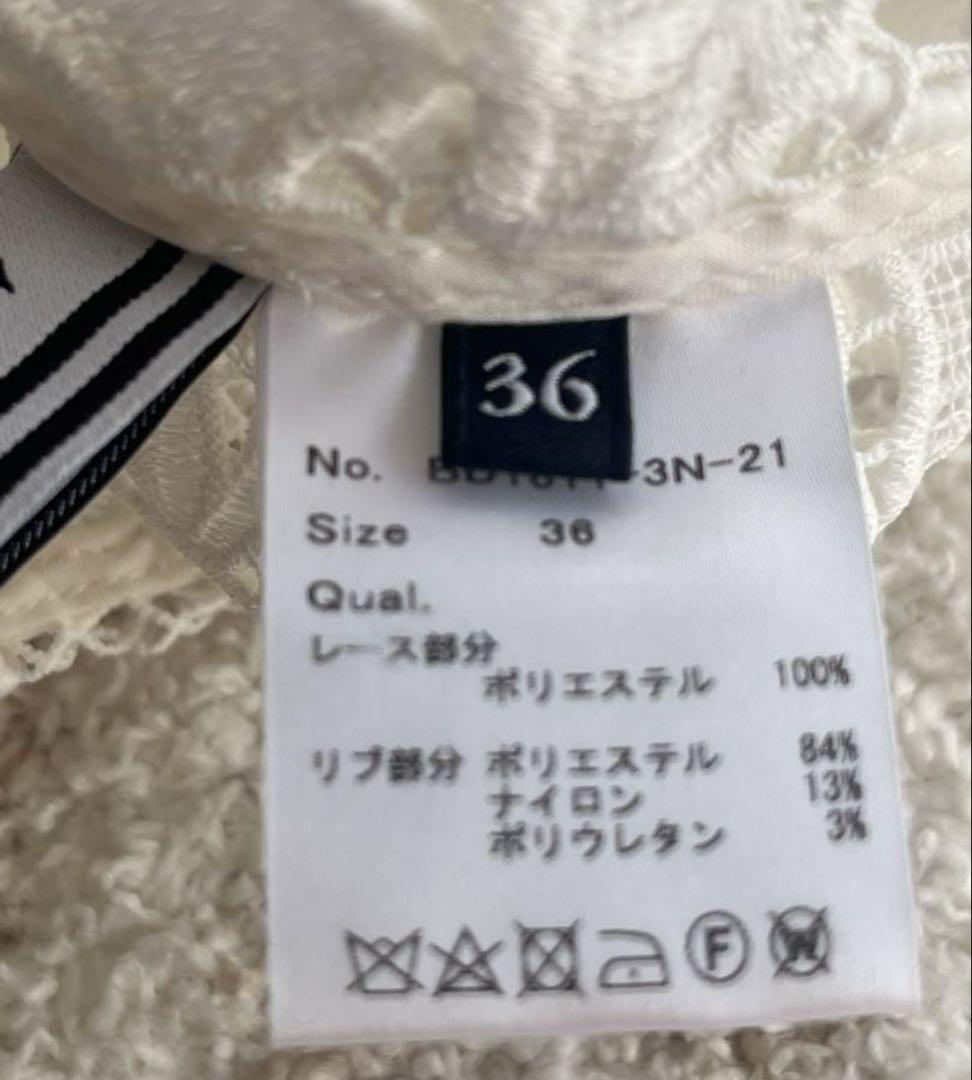 36
No. -3N-21
Size 36
Qual.
レース部分
ポリエステル 100%
リブ部分 ポリエステル 84%
ナイロン 13%
ポリウレタン 3%
F W